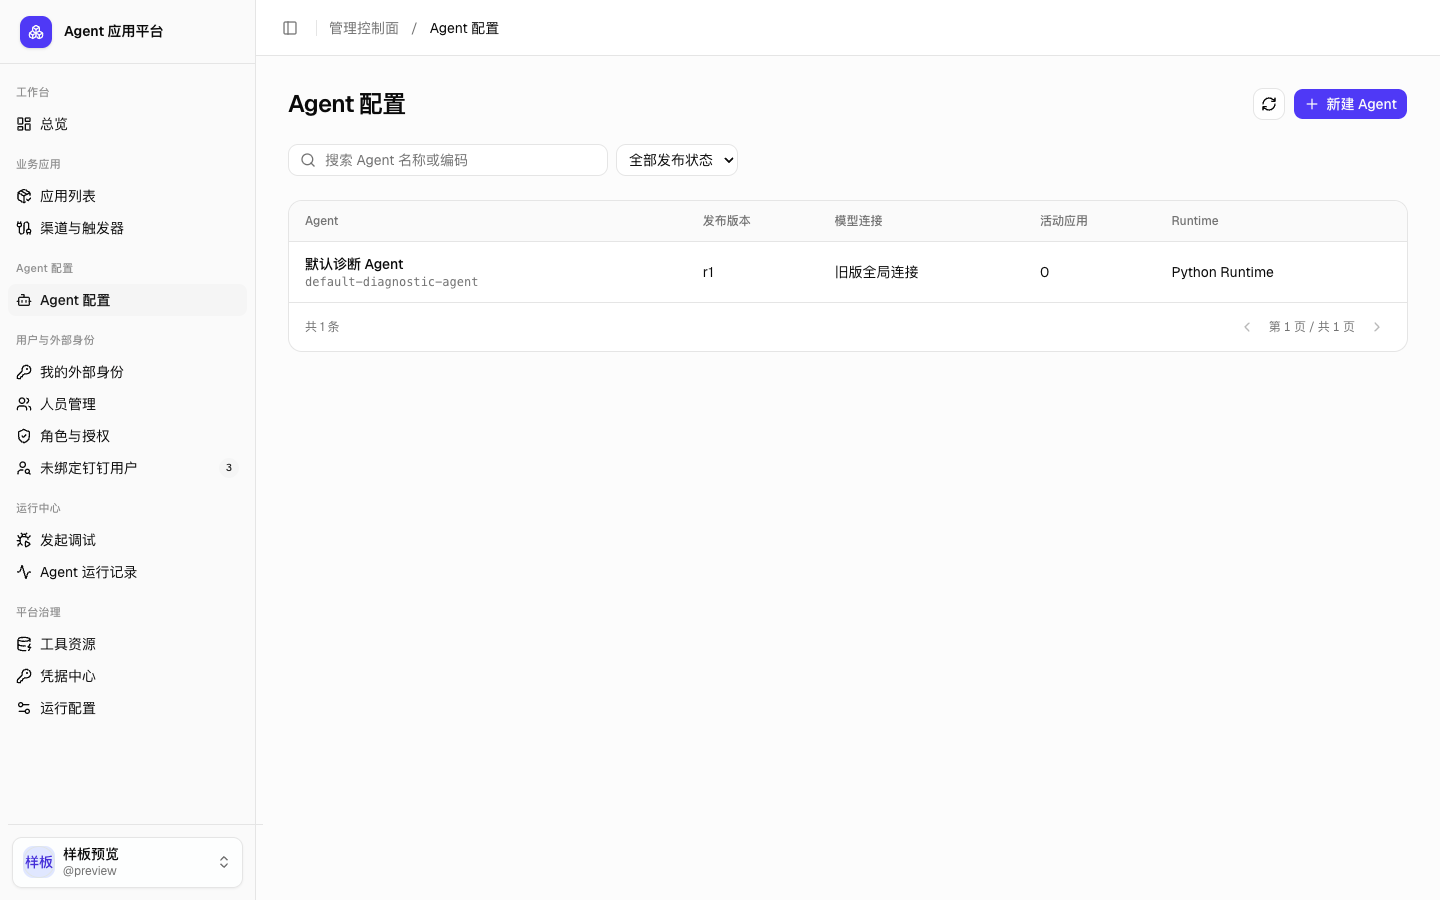 Agent 应用平台
工作台
总览
业务应用
应用列表
渠道与触发器
Agent 配置
Agent 配置
用户与外部身份
我的外部身份
人员管理
角色与授权
未绑定钉钉用户 3
运行中心
发起调试
Agent 运行记录
平台治理
工具资源
凭据中心
运行配置
样板
样板预览
@preview
管理控制面 / Agent 配置
Agent 配置
新建 Agent
搜索 Agent 名称或编码
全部发布状态
Agent 发布版本 模型连接 活动应用 Runtime
默认诊断 Agent r1 旧版全局连接 0 Python Runtime
default-diagnostic-agent
共 1 条 第 1 页 / 共 1 页